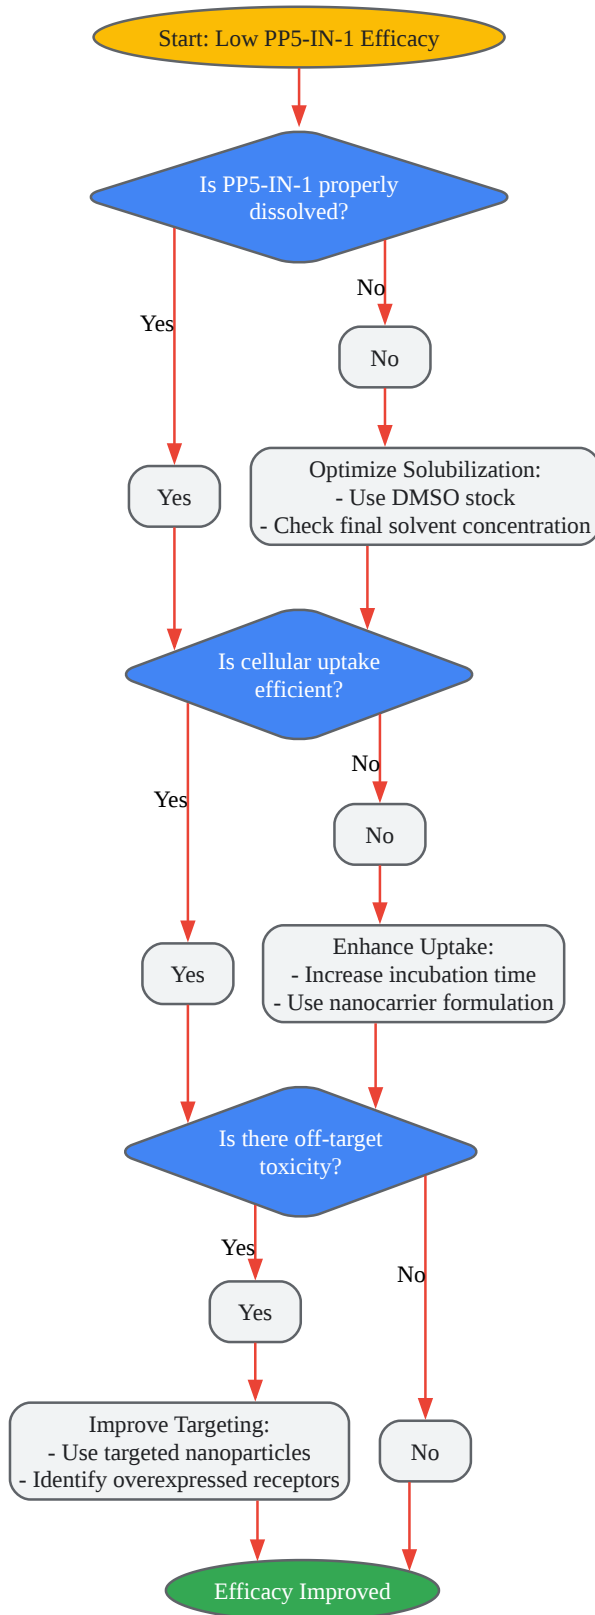 Start: Low PP5-IN-1 Efficacy
Is PP5-IN-1 properly
dissolved?
No
Yes
No
Optimize Solubilization:
- Use DMSO stock
- Check final solvent concentration
Yes
Is cellular uptake
efficient?
No
Yes
No
Enhance Uptake:
- Increase incubation time
- Use nanocarrier formulation
Yes
Is there off-target
toxicity?
Yes
No
Yes
Improve Targeting:
- Use targeted nanoparticles
- Identify overexpressed receptors
No
Efficacy Improved